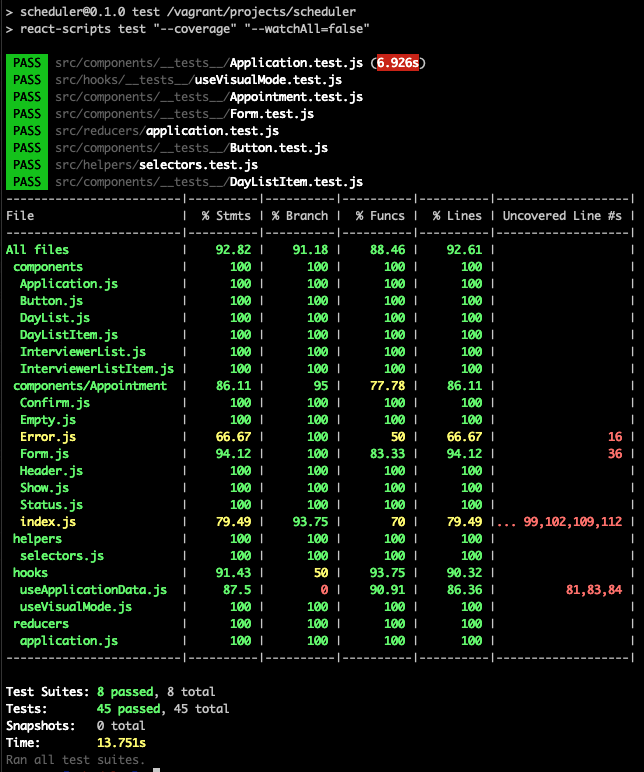 > scheduler@0.1.0 test /vagrant/projects/scheduler
> react-scripts test "--coverage" "--watchAll=false"
PASS src/components/__tests__/Application.test.js (6.926s)
PASS src/hooks/__tests__/useVisualMode.test.js
PASS src/components/__tests__/Appointment.test.js
PASS src/components/__tests__/Form.test.js
PASS src/reducers/application.test.js
PASS src/components/__tests__/Button.test.js
PASS src/helpers/selectors.test.js
PASS src/components/__tests__/DayListItem.test.js
-------------------------|----------|----------|----------|----------|-------------------|
File | % Stmts | % Branch | % Funcs | % Lines | Uncovered Line #s |
-------------------------|----------|----------|----------|----------|-------------------|
All files | 92.82 | 91.18 | 88.46 | 92.61 | |
components | 100 | 100 | 100 | 100 | |
Application.js | 100 | 100 | 100 | 100 | |
Button.js | 100 | 100 | 100 | 100 | |
DayList.js | 100 | 100 | 100 | 100 | |
DayListItem.js | 100 | 100 | 100 | 100 | |
InterviewerList.js | 100 | 100 | 100 | 100 | |
InterviewerListItem.js | 100 | 100 | 100 | 100 | |
components/Appointment | 86.11 | 95 | 77.78 | 86.11 | |
Confirm.js | 100 | 100 | 100 | 100 | |
Empty.js | 100 | 100 | 100 | 100 | |
Error.js | 66.67 | 100 | 50 | 66.67 | 16 |
Form.js | 94.12 | 100 | 83.33 | 94.12 | 36 |
Header.js | 100 | 100 | 100 | 100 | |
Show.js | 100 | 100 | 100 | 100 | |
Status.js | 100 | 100 | 100 | 100 | |
index.js | 79.49 | 93.75 | 70 | 79.49 |... 99,102,109,112 |
helpers | 100 | 100 | 100 | 100 | |
selectors.js | 100 | 100 | 100 | 100 | |
hooks | 91.43 | 50 | 93.75 | 90.32 | |
useApplicationData.js | 87.5 | 0 | 90.91 | 86.36 | 81,83,84 |
useVisualMode.js | 100 | 100 | 100 | 100 | |
reducers | 100 | 100 | 100 | 100 | |
application.js | 100 | 100 | 100 | 100 | |
-------------------------|----------|----------|----------|----------|-------------------|
Test Suites: 8 passed, 8 total
Tests: 45 passed, 45 total
Snapshots: 0 total
Time: 13.751s
Ran all test suites.